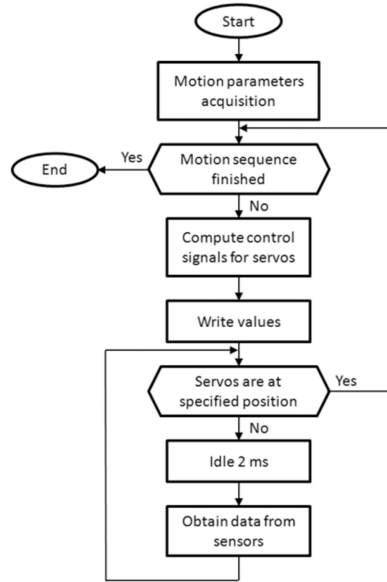 Start
Motion parameters
acquisition
Yes
End
Motion sequence
finished
No
Compute control
signals for servos
Write values
Servos are at
specified position
Yes
No
Idle 2 ms
Obtain data from
sensors